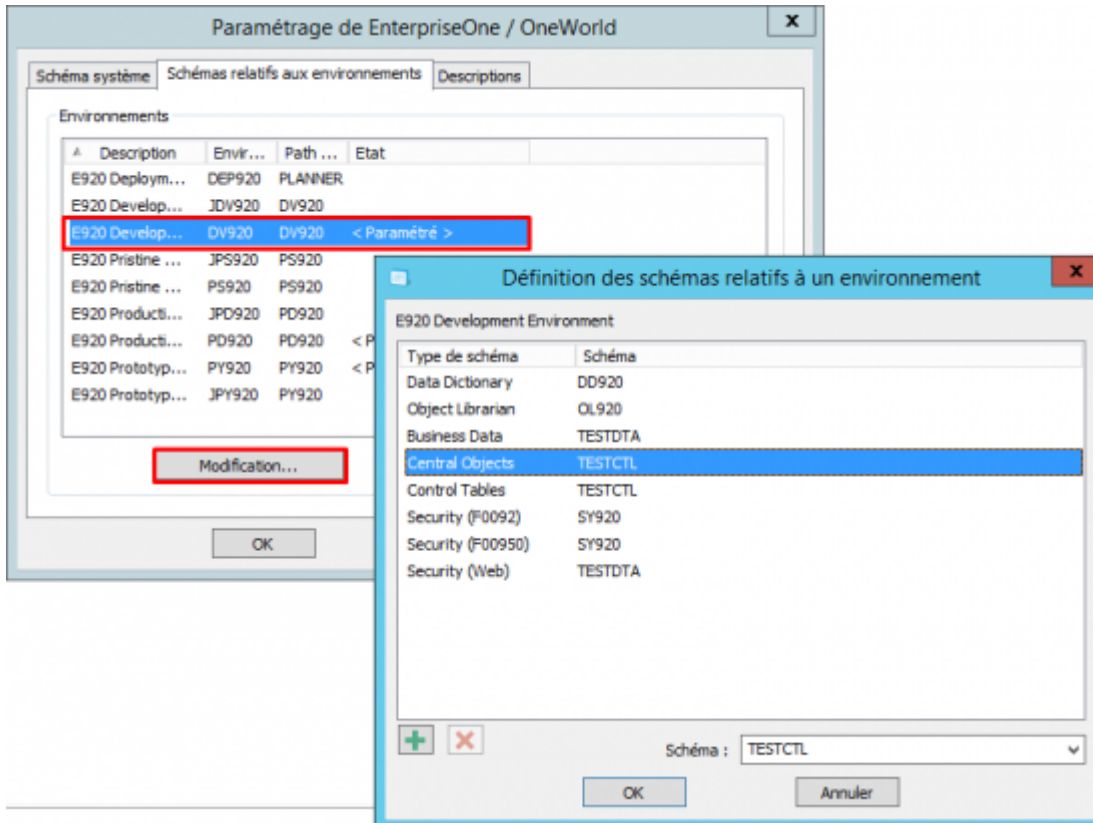 Paramétrage de EnterpriseOne / OneWorld
x
Schéma système Schémas relatifs aux environnements Descriptions
Environnements
Description Envir... Path ... Etat
E920 Deploym... DEP920 PLANNER
E920 Develop... JDV920 DV920
E920 Develop... DV920 DV920 < Paramétré >
E920 Pristine ... JPS920 PS920
E920 Pristine ... PS920 PS920
E920 Producti... JPD920 PD920
E920 Producti... PD920 PD920 < P
E920 Prototyp... PY920 PY920 < P
E920 Prototyp... JPY920 PY920
Modification...
OK
Définition des schémas relatifs à un environnement
x
E920 Development Environment
Type de schéma Schéma
Data Dictionary DD920
Object Librarian OL920
Business Data TESTDTA
Central Objects TESTCTL
Control Tables TESTCTL
Security (F0092) SY920
Security (F00950) SY920
Security (Web) TESTDTA
Schéma : TESTCTL
OK Annuler